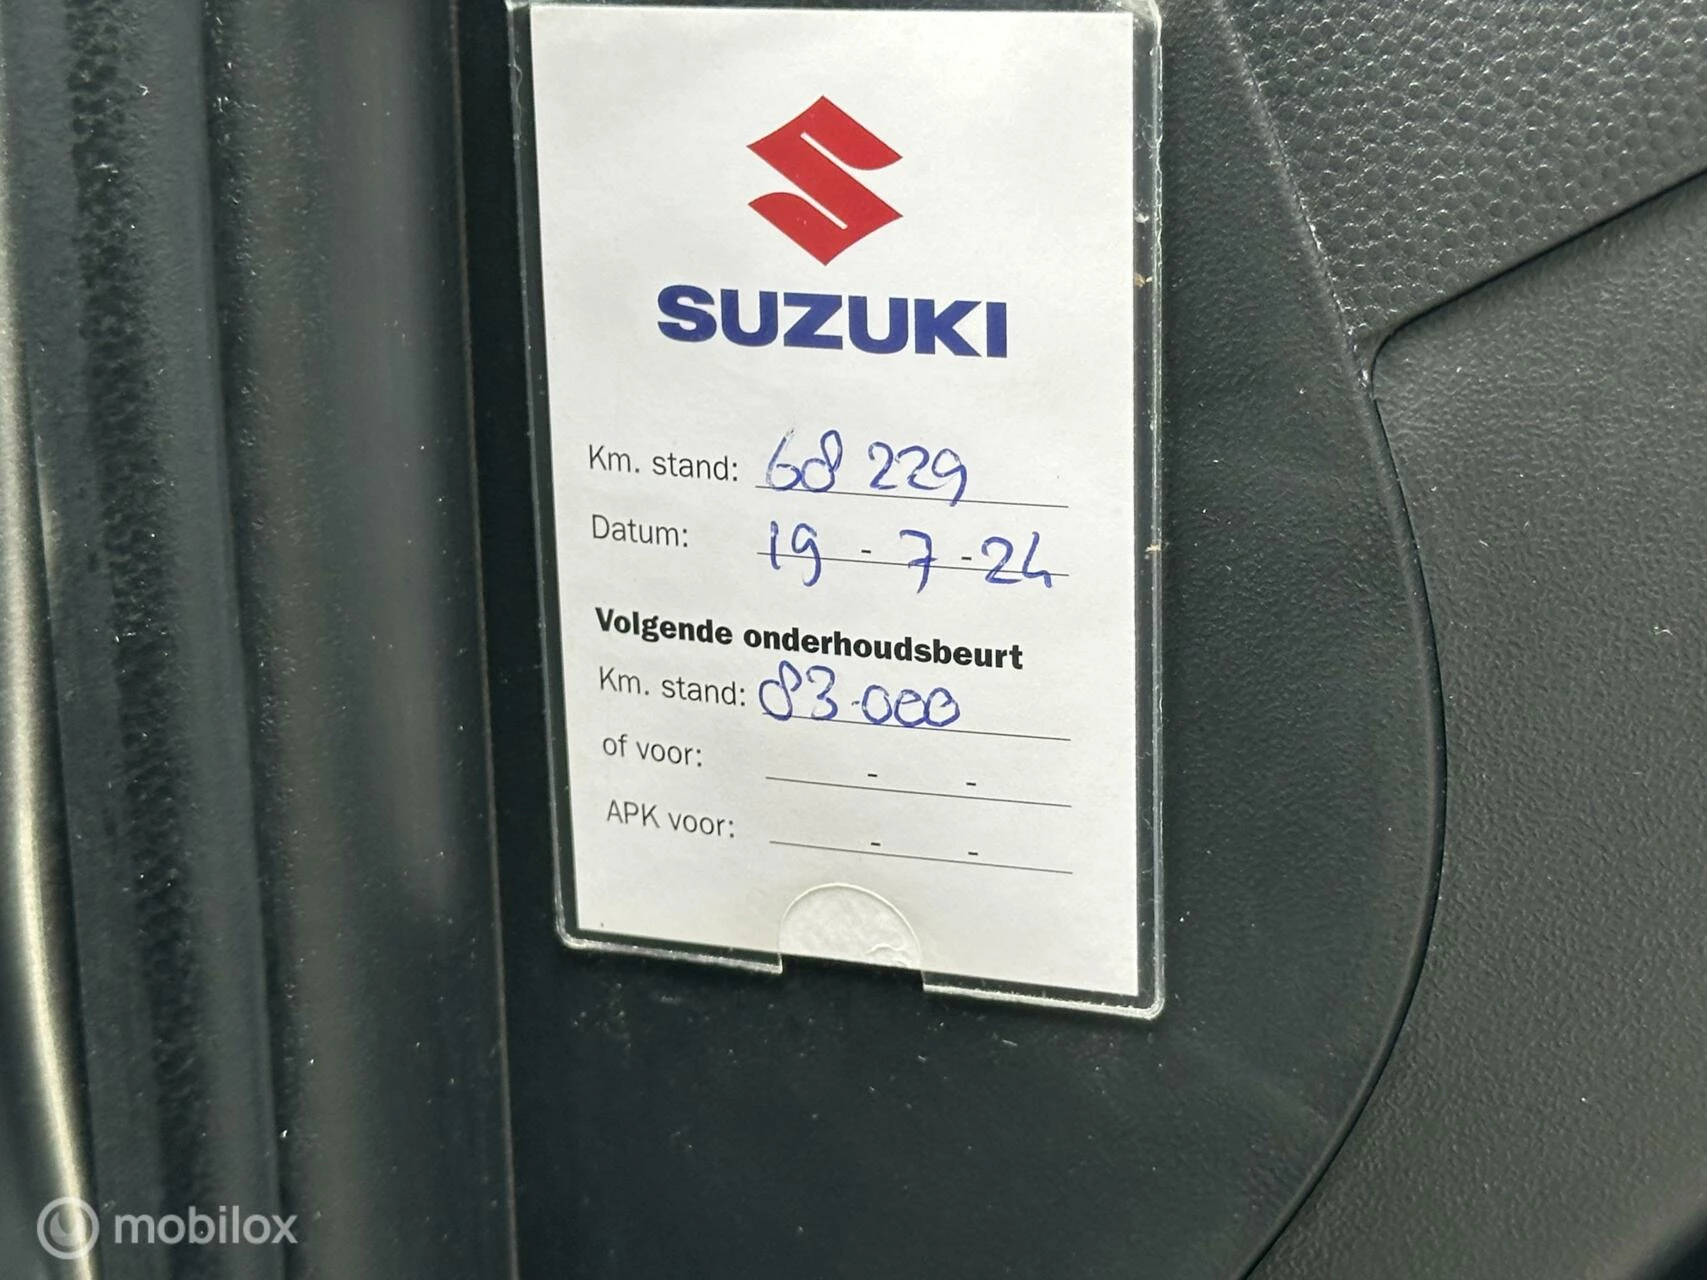 SUZUKI
Km. stand: 68 229
Datum: 19 - 7 - 24
Volgende onderhoudsbeurt
Km. stand: 83.000
of voor: - -
APK voor: - -
mobilox